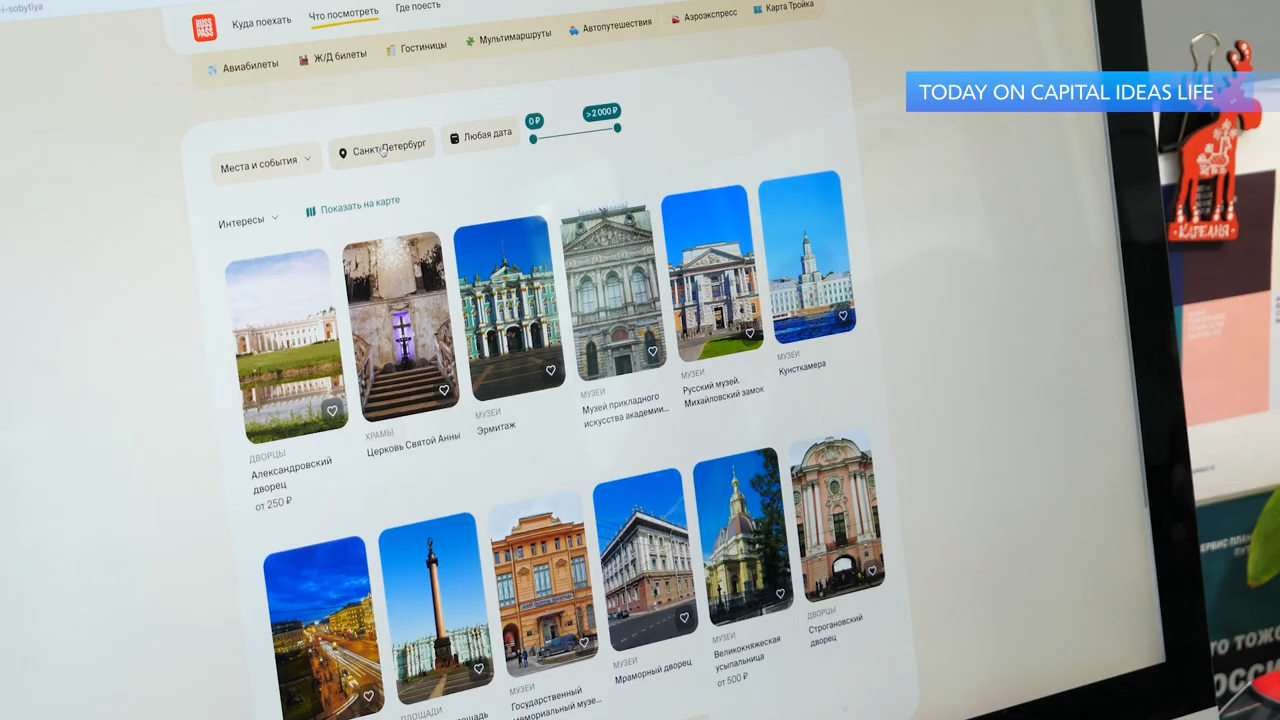 i-sobytiya
RUSS
PASS
Куда поехать
Что посмотреть
Где поесть
Авиабилеты
Ж/Д билеты
Гостиницы
Мультимаршруты
Автопутешествия
Аэроэкспресс
Карта Тройка
TODAY ON CAPITAL IDEAS LIFE
Места и события
Санкт-Петербург
Любая дата
0 ₽
>2 000 ₽
Интересы
Показать на карте
ДВОРЦЫ
Александровский
дворец
от 250 ₽
ХРАМЫ
Церковь Святой Анны
МУЗЕИ
Эрмитаж
МУЗЕИ
Музей прикладного
искусства академии...
МУЗЕИ
Русский музей.
Михайловский замок
МУЗЕИ
Кунсткамера
ПЛОЩАДИ
МУЗЕИ
Государственный
мемориальный музе...
МУЗЕИ
Мраморный дворец
МУЗЕИ
Великокняжеская
усыпальница
от 500 ₽
ДВОРЦЫ
Строгановский
дворец
КАРЕЛИЯ